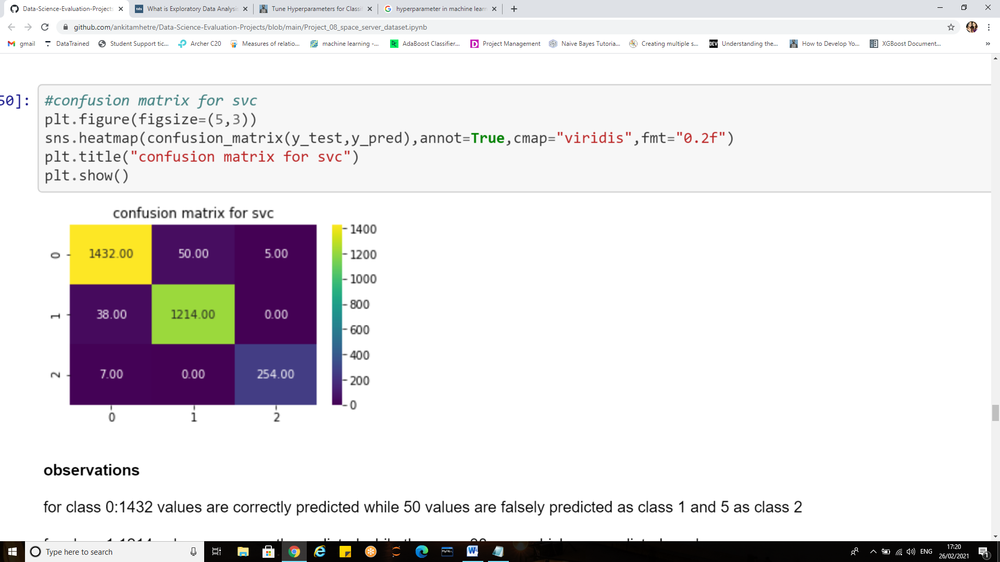 Data-Science-Evaluation-Projects
What is Exploratory Data Analysis
Tune Hyperparameters for Classif
hyperparameter in machine learn
github.com/ankitamhetre/Data-Science-Evaluation-Projects/blob/main/Project_08_space_server_dataset.ipynb
gmail DataTrained Student Support tic... Archer C20 Measures of relatio... machine learning -... AdaBoost Classifier... Project Management Naive Bayes Tutoria... Creating multiple s... DEV Understanding the... How to Develop Yo... XGBoost Document... »
50]:
#confusion matrix for svc
plt.figure(figsize=(5,3))
sns.heatmap(confusion_matrix(y_test,y_pred),annot=True,cmap="viridis",fmt="0.2f")
plt.title("confusion matrix for svc")
plt.show()
confusion matrix for svc
0 1432.00 50.00 5.00
1 38.00 1214.00 0.00
2 7.00 0.00 254.00
0 1 2
1400
1200
1000
800
600
400
200
0
observations
for class 0:1432 values are correctly predicted while 50 values are falsely predicted as class 1 and 5 as class 2
Type here to search
ENG
17:20
26/02/2021
1